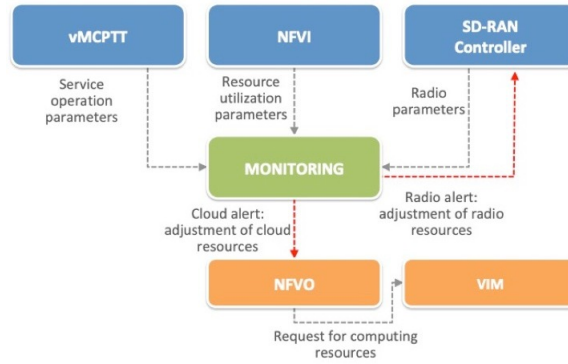 vMCPTT
NFVI
SD-RAN
Controller
Service
operation
parameters
Resource
utilization
parameters
Radio
parameters
MONITORING
Cloud alert:
adjustment of cloud
resources
Radio alert:
adjustment of radio
resources
NFVO
VIM
Request for computing
resources